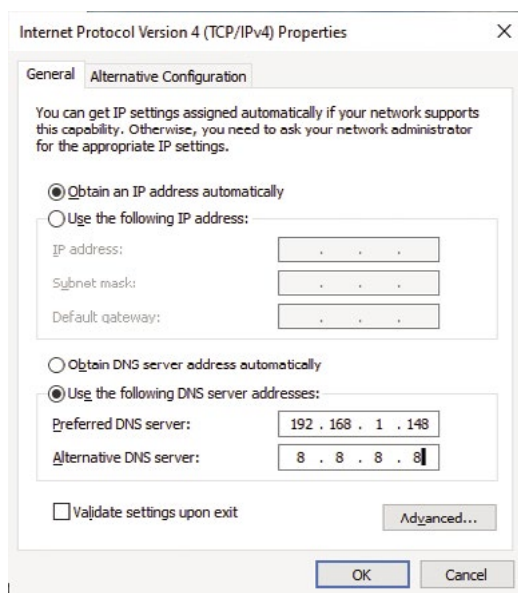 Internet Protocol Version 4 (TCP/IPv4) Properties
General
Alternative Configuration
You can get IP settings assigned automatically if your network supports
this capability. Otherwise, you need to ask your network administrator
for the appropriate IP settings.
Obtain an IP address automatically
Use the following IP address:
IP address: . . .
Subnet mask: . . .
Default gateway: . . .
Obtain DNS server address automatically
Use the following DNS server addresses:
Preferred DNS server: 192 . 168 . 1 . 148
Alternative DNS server: 8 . 8 . 8 . 8
Validate settings upon exit
Advanced...
OK Cancel